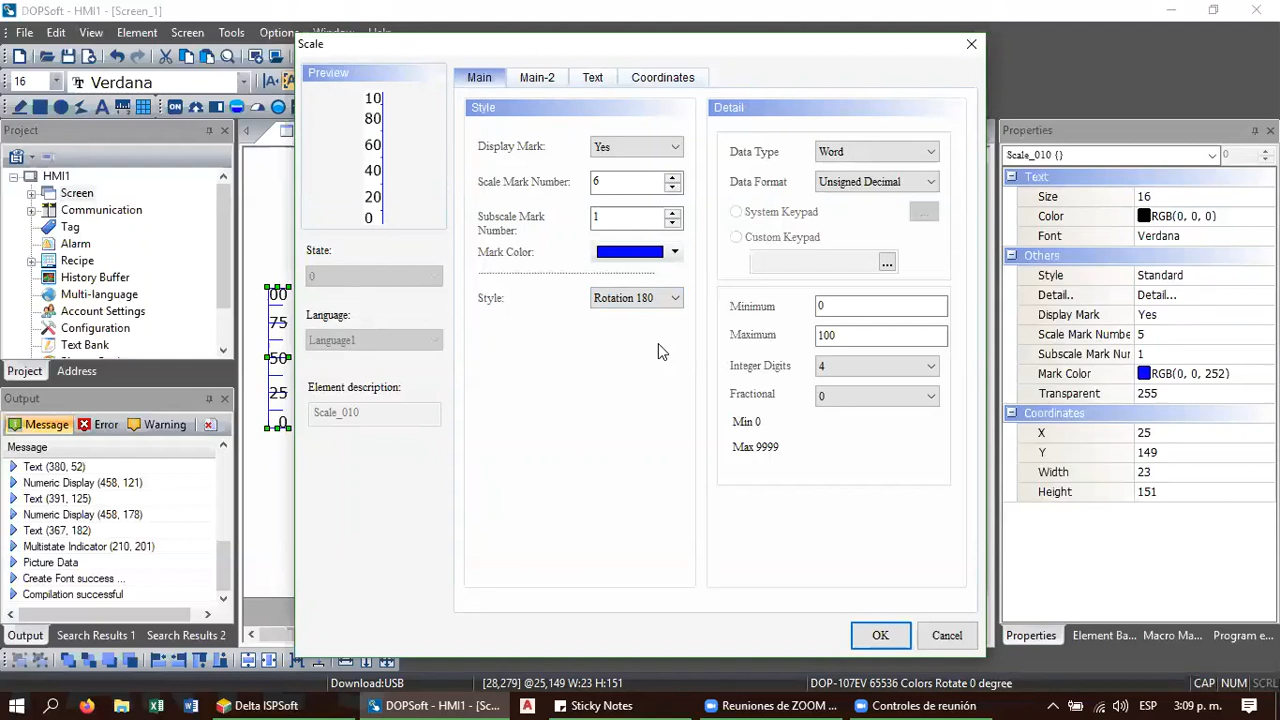 DOPSoft - HMI1 - [Screen_1]
File Edit View Element Screen Tools Option Window Help
16 Verdana
Project
HMI1
Screen
Communication
Tag
Alarm
Recipe
History Buffer
Multi-language
Account Settings
Configuration
Text Bank
Project Address
Output
Message Error Warning
Message
Text (380, 52)
Numeric Display (458, 121)
Text (391, 125)
Numeric Display (458, 178)
Text (367, 182)
Multistate Indicator (210, 201)
Picture Data
Create Font success ...
Compilation successful
Output Search Results 1 Search Results 2
00
75
50
25
0
Scale
Preview
10
80
60
40
20
0
State:
0
Language:
Language1
Element description:
Scale_010
Main Main-2 Text Coordinates
Style
Display Mark: Yes
Scale Mark Number: 6
Subscale Mark Number: 1
Mark Color:
Style: Rotation 180
Detail
Data Type Word
Data Format Unsigned Decimal
System Keypad ...
Custom Keypad
...
Minimum 0
Maximum 100
Integer Digits 4
Fractional 0
Min 0
Max 9999
OK Cancel
Properties
Scale_010 {} 0
Text
Size 16
Color RGB(0, 0, 0)
Font Verdana
Others
Style Standard
Detail.. Detail...
Display Mark Yes
Scale Mark Nur 5
Subscale Mark Nur 1
Mark Color RGB(0, 0, 252)
Transparent 255
Coordinates
X 25
Y 149
Width 23
Height 151
Properties Element Ba... Macro Ma... Program e...
Download:USB [28,279] @25,149 W:23 H:151 DOP-107EV 65536 Colors Rotate 0 degree CAP NUM SCRL
Delta ISPSoft DOPSoft - HMI1 - [Sc... Sticky Notes Reuniones de ZOOM ... Controles de reunión ESP 3:09 p. m.